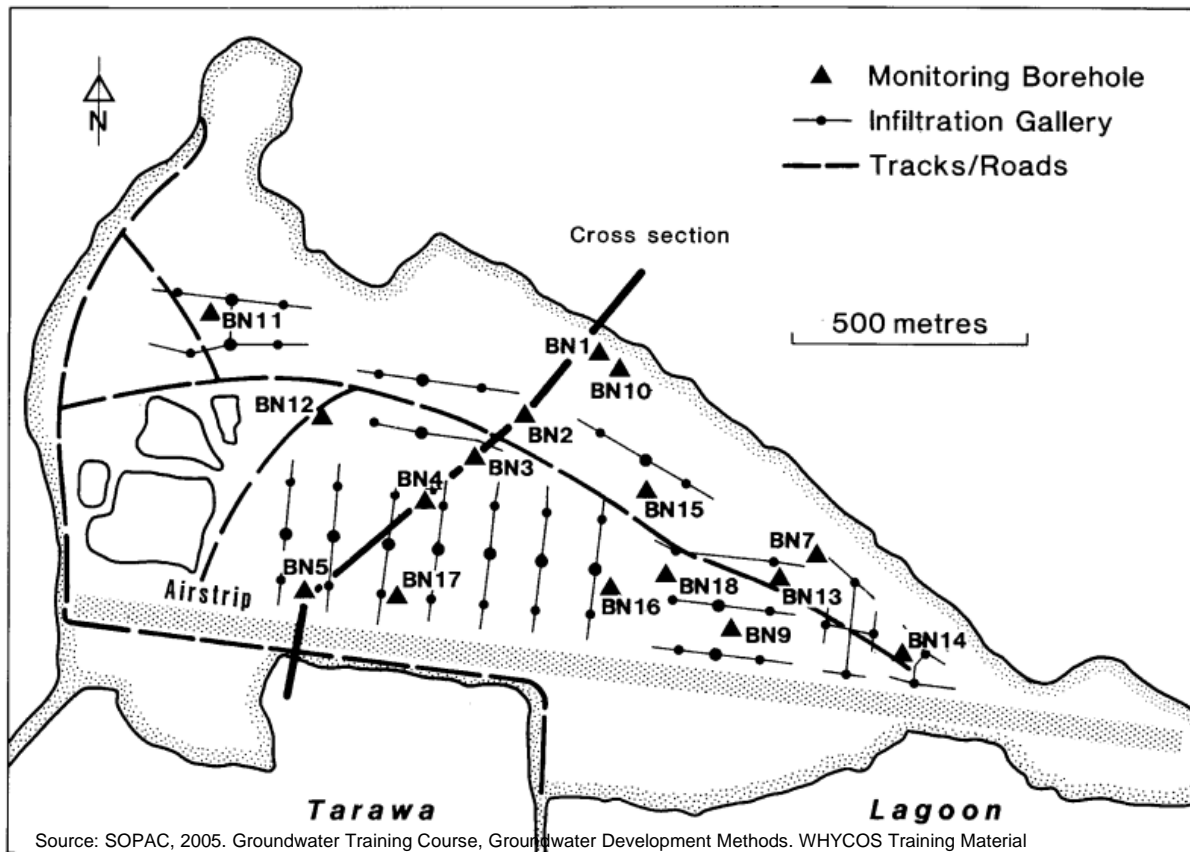 N
Monitoring Borehole
Infiltration Gallery
Tracks/Roads
Cross section
500 metres
BN11
BN1
BN10
BN12
BN2
BN3
BN4
BN15
BN5
Airstrip
BN17
BN16
BN18
BN7
BN13
BN9
BN14
Tarawa
Lagoon
Source: SOPAC, 2005. Groundwater Training Course, Groundwater Development Methods. WHYCOS Training Material